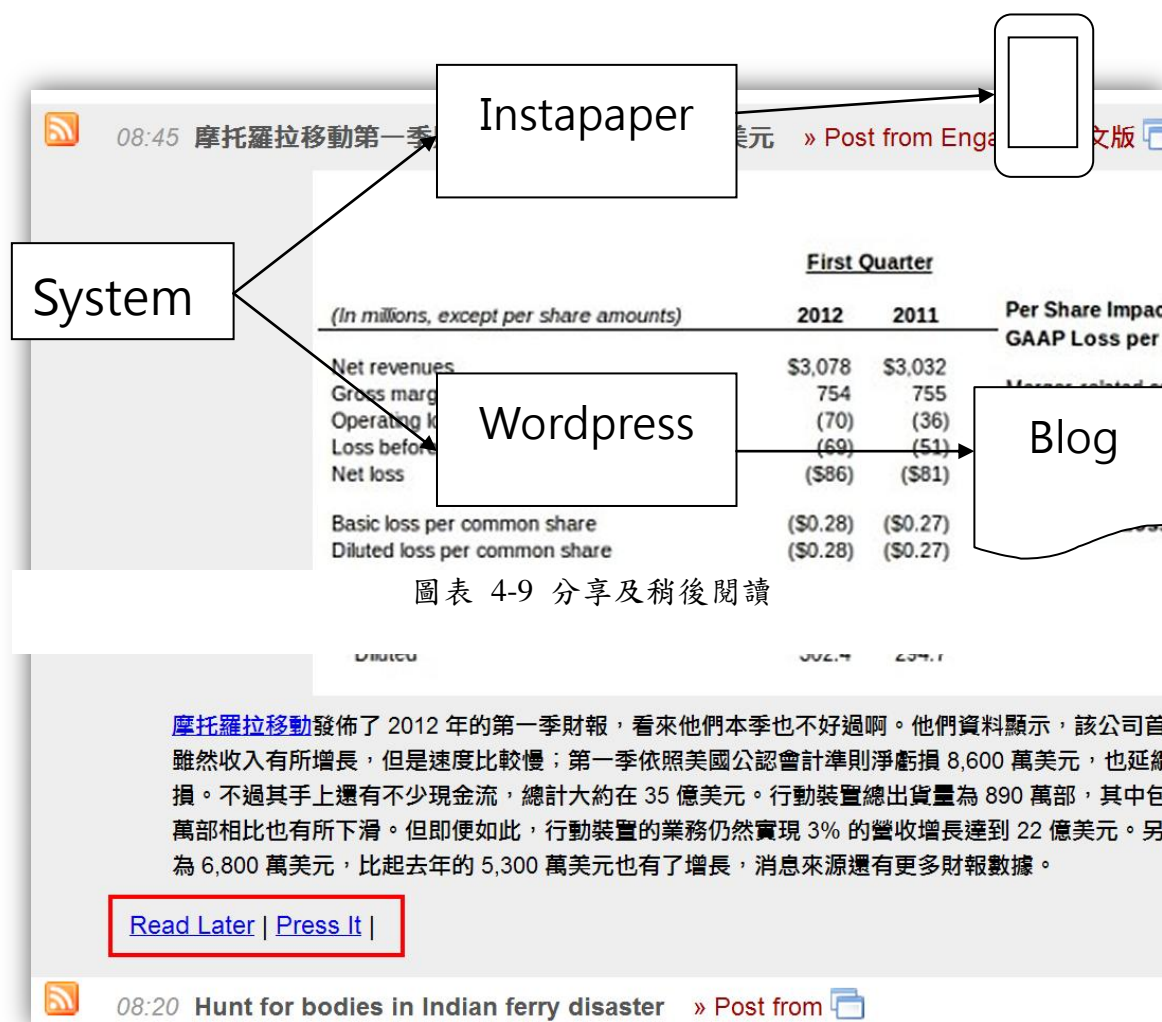 Instapaper
08:45 摩托羅拉移動第一季 美元 » Post from Enga 文版
System
First Quarter
(In millions, except per share amounts) 2012 2011 Per Share Impac
GAAP Loss per
Net revenues $3,078 $3,032
Gross marg 754 755
Operating lo (70) (36)
Loss before (69) (51)
Net loss ($86) ($81)
Wordpress
Blog
Basic loss per common share ($0.28) ($0.27)
Diluted loss per common share ($0.28) ($0.27)
圖表 4-9 分享及稍後閱讀
Diluted 302.4 294.7
摩托羅拉移動發佈了 2012 年的第一季財報，看來他們本季也不好過啊。他們資料顯示，該公司首
雖然收入有所增長，但是速度比較慢；第一季依照美國公認會計準則淨虧損 8,600 萬美元，也延續
損。不過其手上還有不少現金流，總計大約在 35 億美元。行動裝置總出貨量為 890 萬部，其中包
萬部相比也有所下滑。但即便如此，行動裝置的業務仍然實現 3% 的營收增長達到 22 億美元。另
為 6,800 萬美元，比起去年的 5,300 萬美元也有了增長，消息來源還有更多財報數據。
Read Later | Press It |
08:20 Hunt for bodies in Indian ferry disaster » Post from